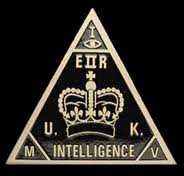 I
EIIR
U. K.
M INTELLIGENCE V